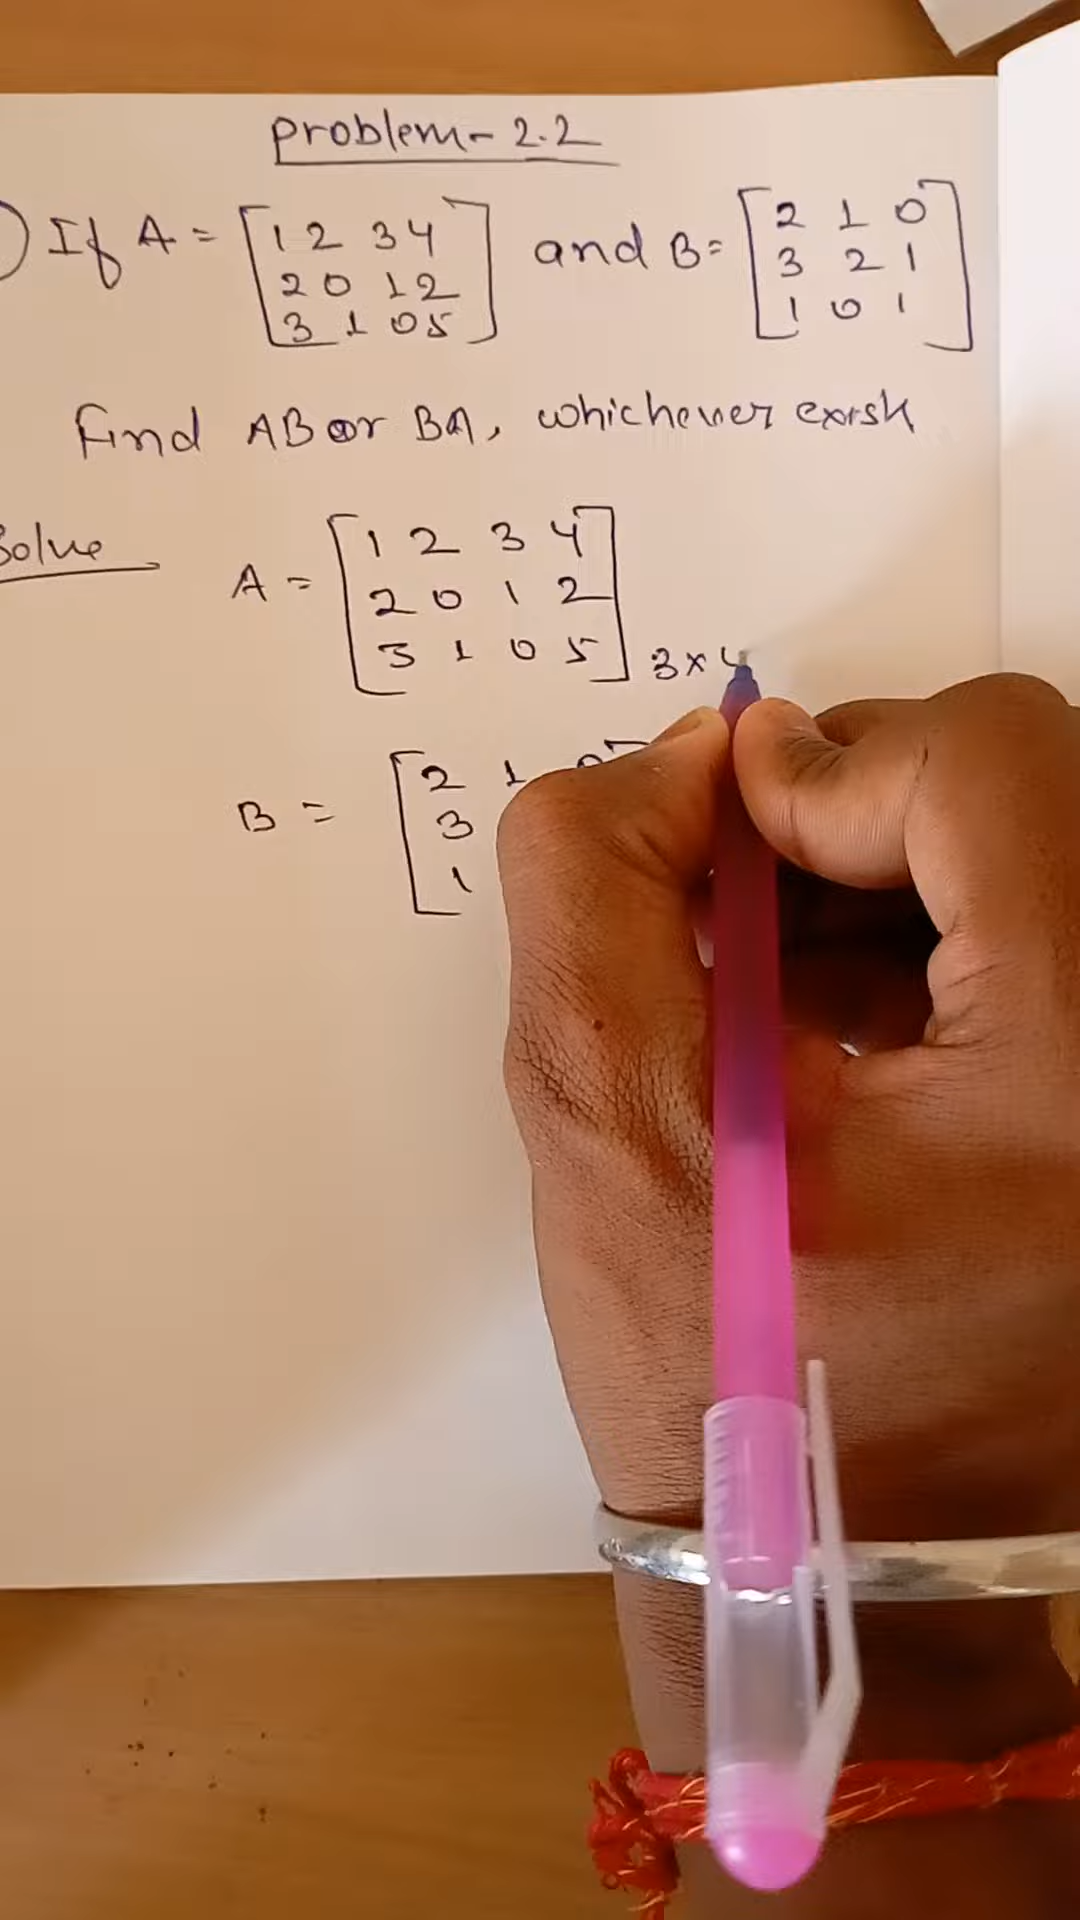 Problem - 2.2
If A = [1 2 3 4 and B = [2 1 0
2 0 1 2 3 2 1
3 1 0 5] 1 0 1]
Find AB or BA, whichever exist
Solve
A = [1 2 3 4
2 0 1 2
3 1 0 5] 3 × 4
B = [2 1 0
3
1